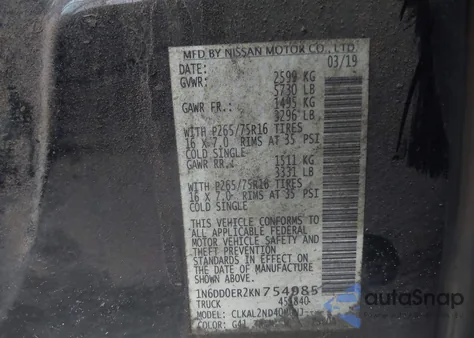 MFD BY NISSAN MOTOR CO., LTD.
DATE: 03/19
GVWR: 2599 KG
5730 LB
GAWR FR.: 1495 KG
3296 LB
WITH P265/75R16 TIRES
16 X 7.0 RIMS AT 35 PSI
COLD SINGLE
GAWR RR.: 1511 KG
3331 LB
WITH P265/75R16 TIRES
16 X 7.0 RIMS AT 35 PSI
COLD SINGLE
THIS VEHICLE CONFORMS TO
ALL APPLICABLE FEDERAL
MOTOR VEHICLE SAFETY AND
THEFT PREVENTION
STANDARDS IN EFFECT ON THE
DATE OF MANUFACTURE
SHOWN ABOVE.
TRUCK
MODEL:
COLOR: G41
autoSnap